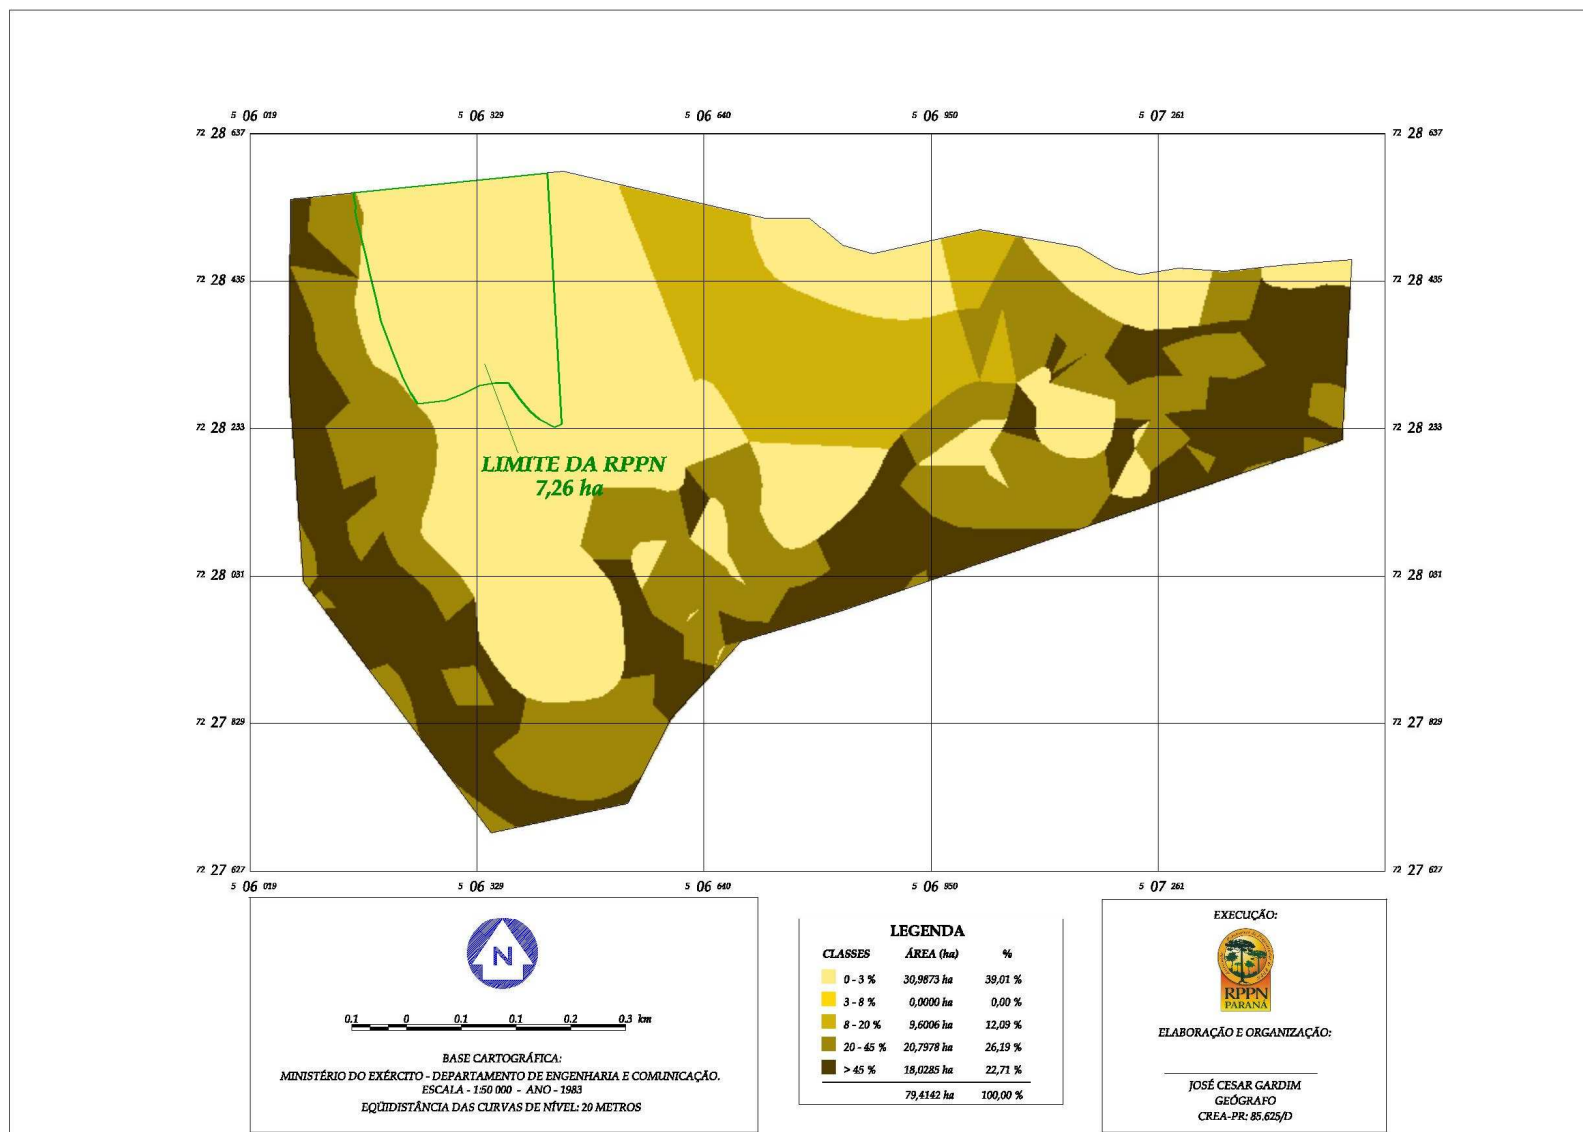 5 06 019 5 06 329 5 06 640 5 06 950 5 07 261
72 28 637 72 28 637
72 28 435 72 28 435
72 28 233 72 28 233
LIMITE DA RPPN
7,26 ha
72 28 031 72 28 031
72 27 829 72 27 829
72 27 627 72 27 627
5 06 019 5 06 329 5 06 640 5 06 950 5 07 261
N
0.1 0 0.1 0.1 0.2 0.3 km
BASE CARTOGRÁFICA:
MINISTÉRIO DO EXÉRCITO - DEPARTAMENTO DE ENGENHARIA E COMUNICAÇÃO.
ESCALA - 1:50 000 - ANO - 1983
EQÜIDISTÂNCIA DAS CURVAS DE NÍVEL: 20 METROS
LEGENDA
CLASSES ÁREA (ha) %
0 - 3 % 30,9873 ha 39,01 %
3 - 8 % 0,0000 ha 0,00 %
8 - 20 % 9,6006 ha 12,09 %
20 - 45 % 20,7978 ha 26,19 %
> 45 % 18,0285 ha 22,71 %
79,4142 ha 100,00 %
EXECUÇÃO:
RPPN
PARANÁ
ELABORAÇÃO E ORGANIZAÇÃO:
JOSÉ CESAR GARDIM
GEÓGRAFO
CREA-PR: 85.625/D